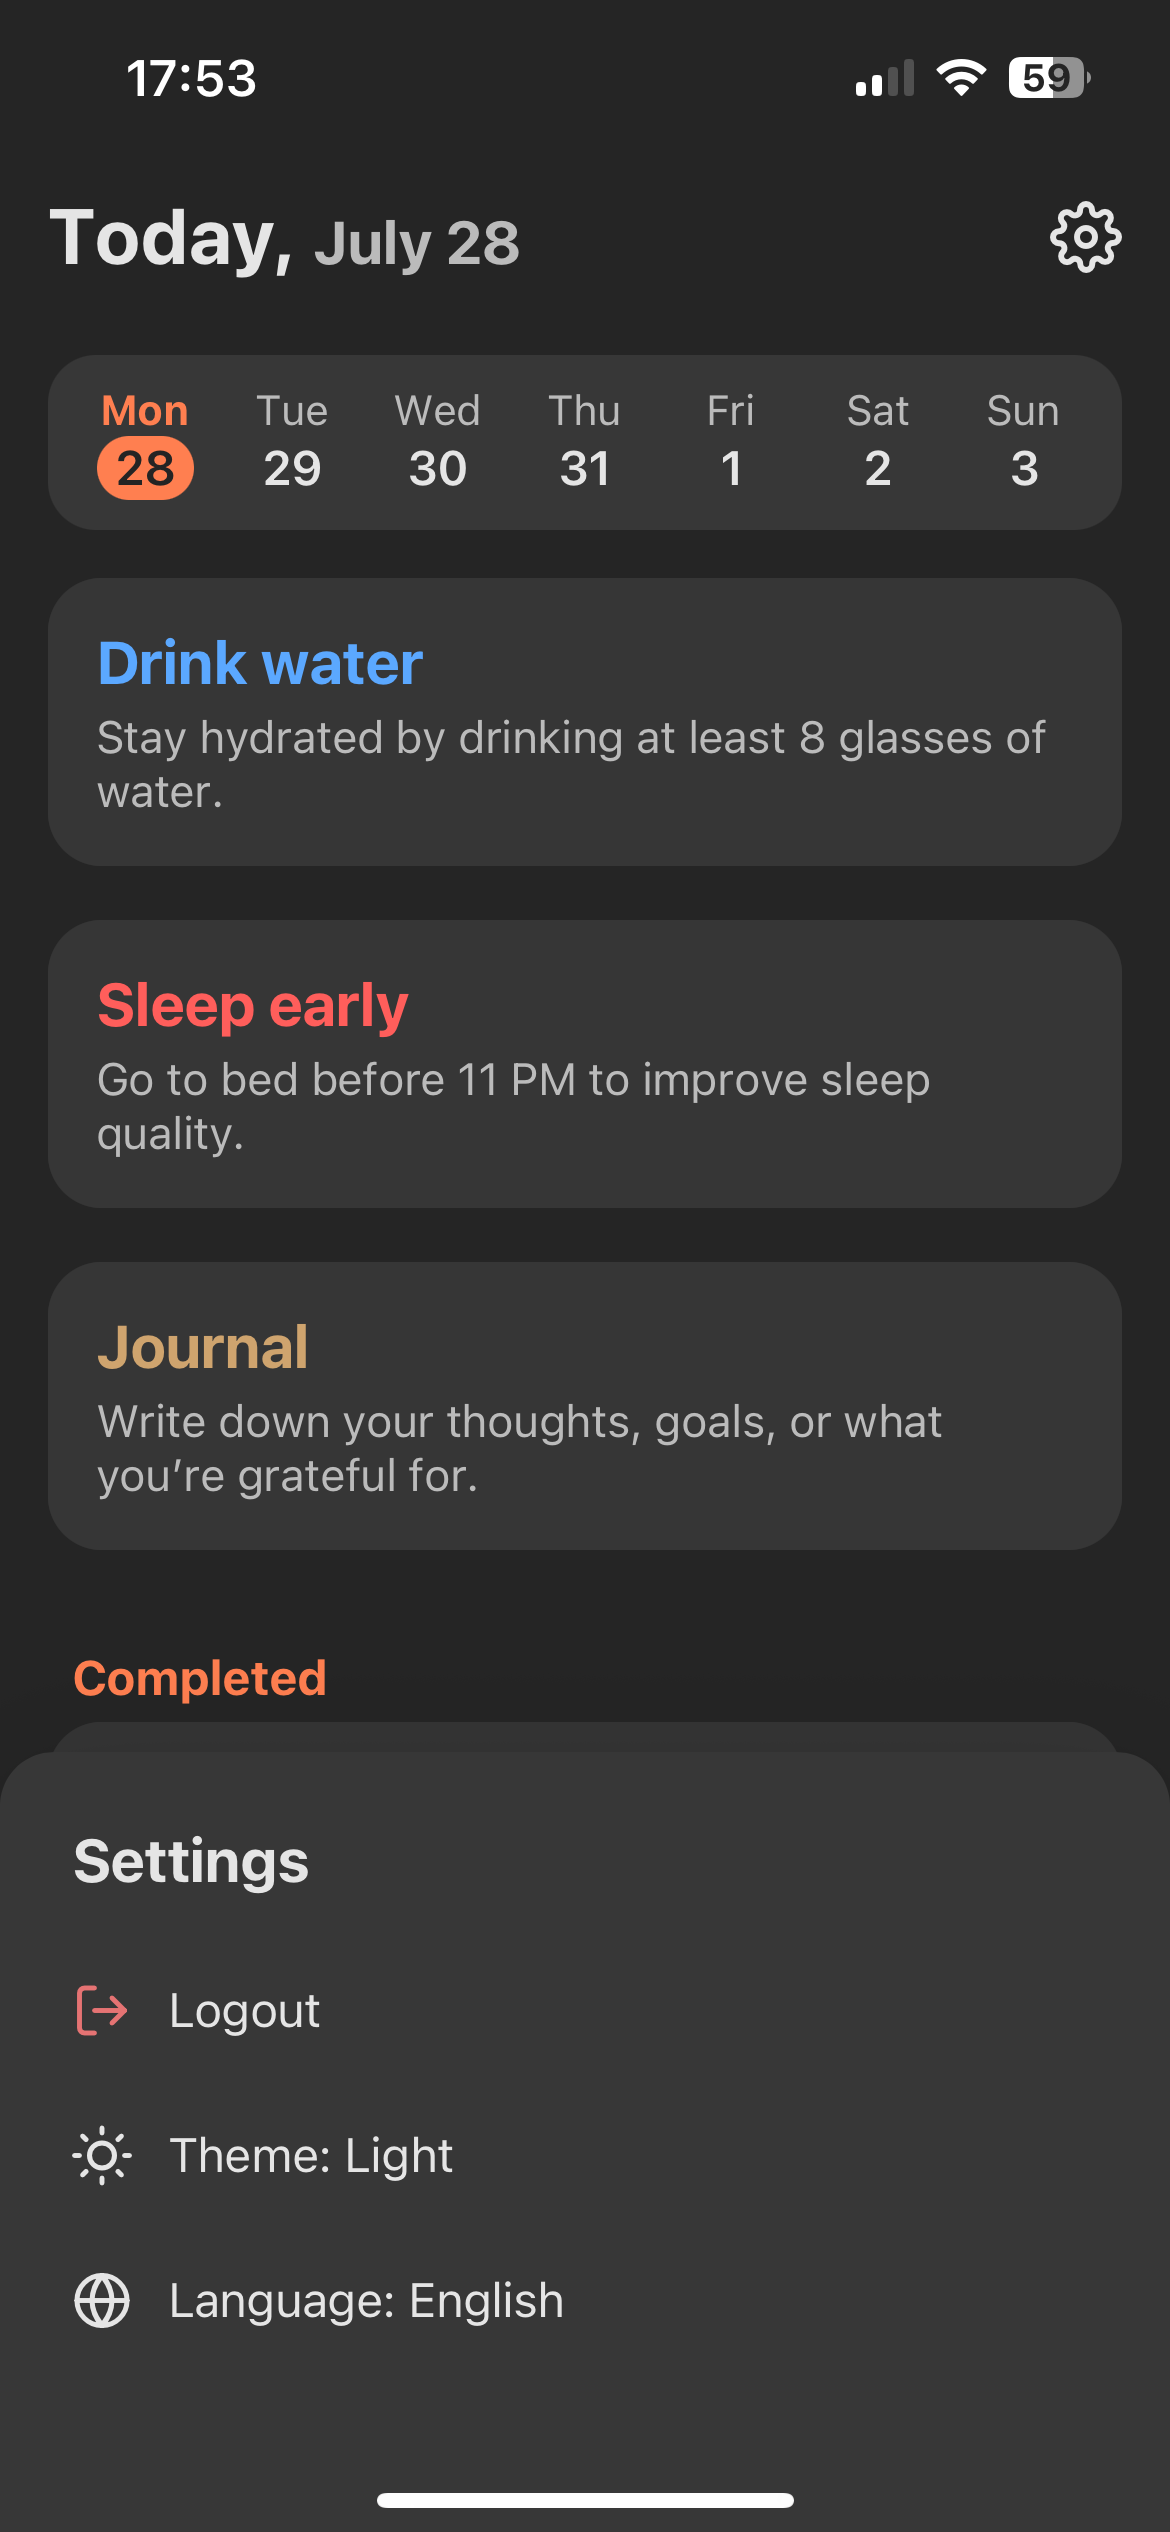 17:53
59
Today, July 28
Mon Tue Wed Thu Fri Sat Sun
28 29 30 31 1 2 3
Drink water
Stay hydrated by drinking at least 8 glasses of
water.
Sleep early
Go to bed before 11 PM to improve sleep
quality.
Journal
Write down your thoughts, goals, or what
you’re grateful for.
Completed
Settings
Logout
Theme: Light
Language: English